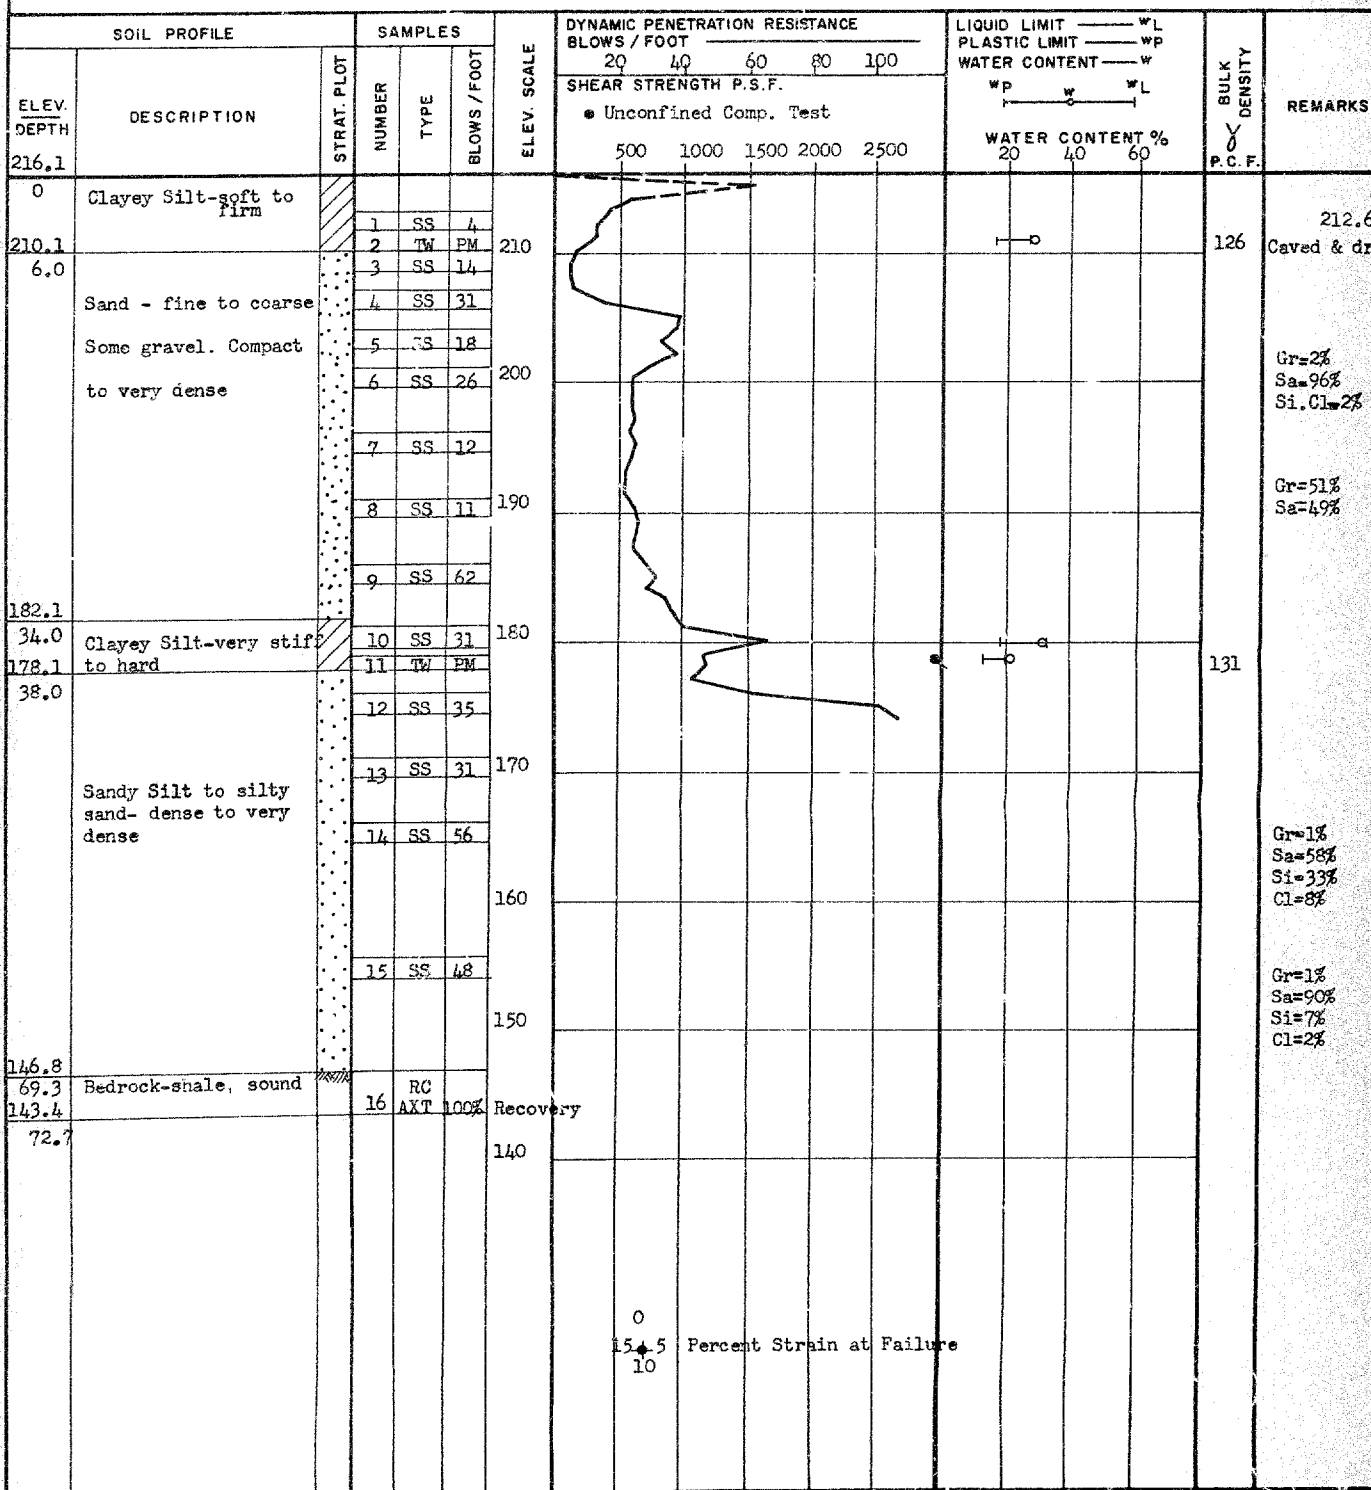 SOIL PROFILE
SAMPLES
ELEV. SCALE
DYNAMIC PENETRATION RESISTANCE
BLOWS / FOOT
20 40 60 80 100
SHEAR STRENGTH P.S.F.
Unconfined Comp. Test
500 1000 1500 2000 2500
LIQUID LIMIT WL
PLASTIC LIMIT WP
WATER CONTENT W
WP W WL
WATER CONTENT %
20 40 60
BULK DENSITY
γ
P.C.F.
REMARKS
ELEV.
DEPTH
DESCRIPTION
STRAT. PLOT
NUMBER
TYPE
BLOWS / FOOT
216.1
0
Clayey Silt-soft to
firm
1 SS 4
212.6
210.1
2 TW PM
210
126
Caved & dr
6.0
3 SS 14
Sand - fine to coarse
4 SS 31
Some gravel. Compact
5 SS 18
to very dense
6 SS 26
200
Gr=2%
Sa=96%
Si.Cl=2%
7 SS 12
8 SS 11
190
Gr=51%
Sa=49%
9 SS 62
182.1
34.0
Clayey Silt-very stiff
to hard
10 SS 31
180
178.1
11 TW PM
131
38.0
12 SS 35
13 SS 31
170
Sandy Silt to silty
sand- dense to very
dense
14 SS 56
Gr=1%
Sa=58%
Si=33%
Cl=8%
160
15 SS 48
Gr=1%
Sa=90%
Si=7%
Cl=2%
150
146.8
69.3
Bedrock-shale, sound
RC
143.4
16 AXT 100% Recovery
72.7
140
0
15 5 Percent Strain at Failure
10